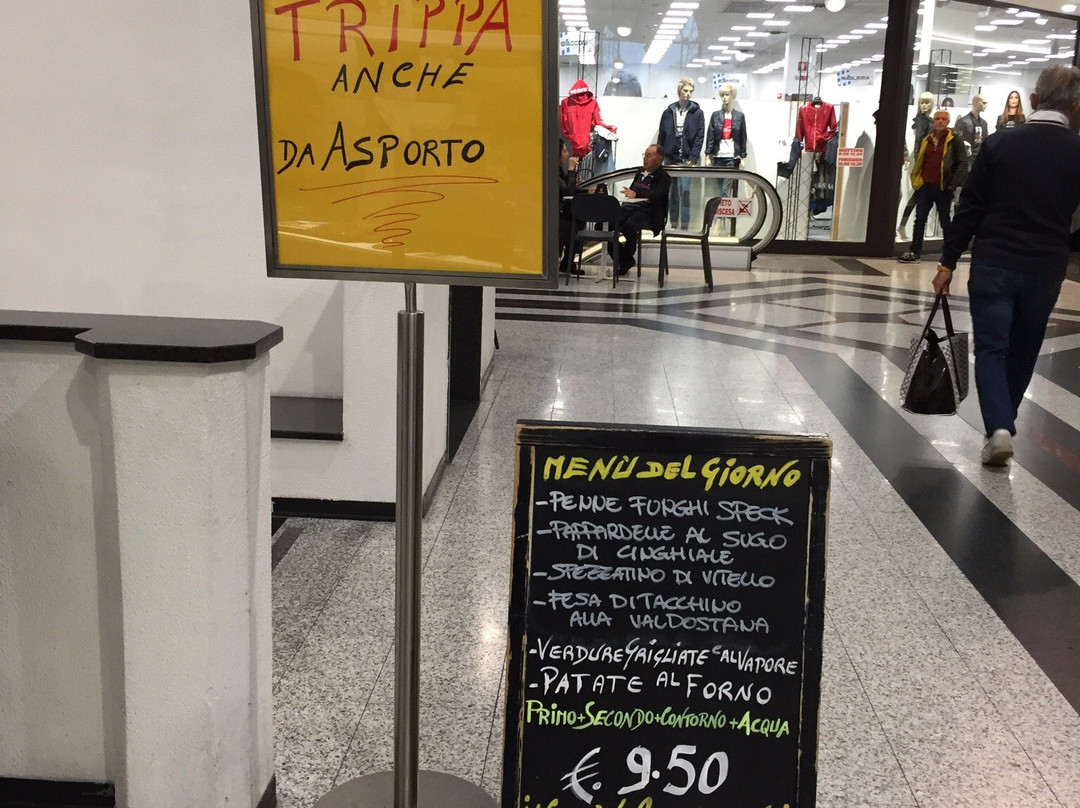 TRIPPA
ANCHE
DA ASPORTO
MENÙ DEL GIORNO
-PENNE FUNGHI SPECK
-PAPPARDELLE AL SUGO
DI CINGHIALE
-SPEZZATINO DI VITELLO
-FESA DI TACCHINO
ALLA VALDOSTANA
-VERDURE GRIGLIATE e AL VAPORE
-PATATE AL FORNO
PRIMO+SECONDO+CONTORNO+ACQUA
€. 9.50